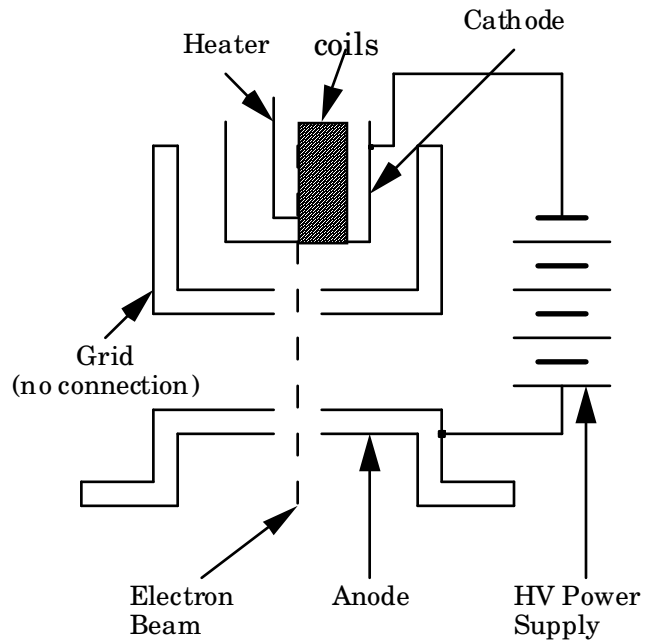 Cathode
Heater
coils
Grid
(no connection)
Electron
Beam
Anode
HV Power
Supply